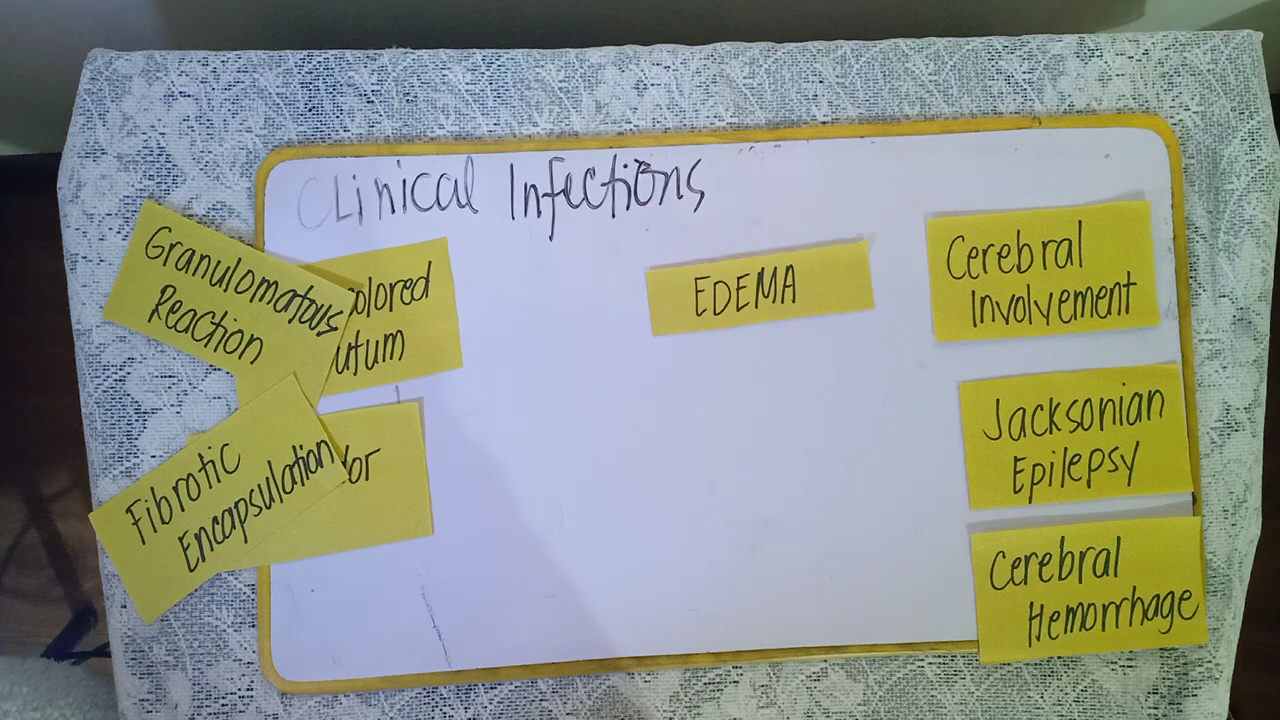 Clinical Infections
Granulomatous
Reaction
olored
utum
Fibrotic
Encapsulation
or
EDEMA
Cerebral
Involvement
Jacksonian
Epilepsy
Cerebral
Hemorrhage